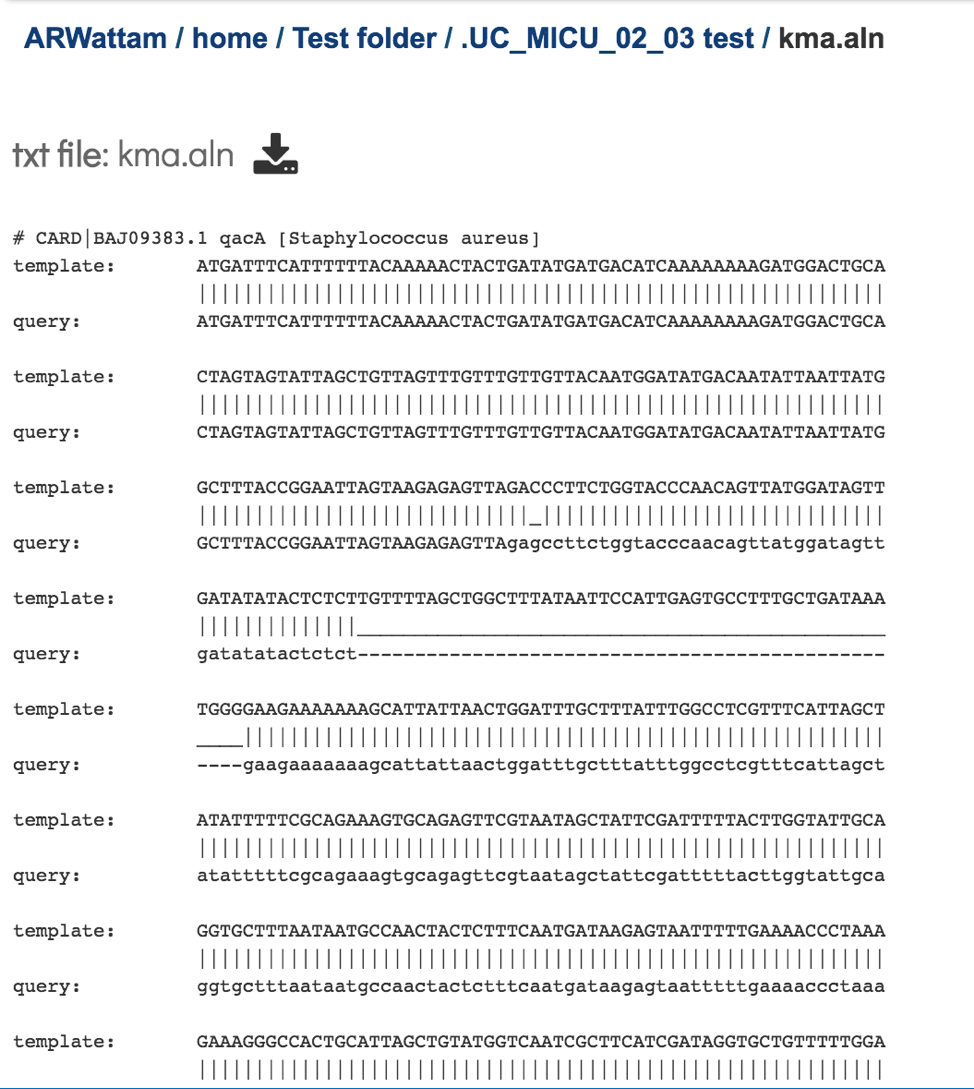 ARWattam / home / Test folder / .UC_MICU_02_03 test / kma.aln
txt file: kma.aln
# CARD|BAJ09383.1 qacA [Staphylococcus aureus]
template: ATGATTTCATTTTTTACAAAAACTACTGATATGATGACATCAAAAAAAAGATGGACTGCA
||||||||||||||||||||||||||||||||||||||||||||||||||||||||||||
query: ATGATTTCATTTTTTACAAAAACTACTGATATGATGACATCAAAAAAAAGATGGACTGCA
template: CTAGTAGTATTAGCTGTTAGTTTGTTTGTTGTTACAATGGATATGACAATATTAATTATG
||||||||||||||||||||||||||||||||||||||||||||||||||||||||||||
query: CTAGTAGTATTAGCTGTTAGTTTGTTTGTTGTTACAATGGATATGACAATATTAATTATG
template: GCTTTACCGGAATTAGTAAGAGAGTTAGACCCTTCTGGTACCCAACAGTTATGGATAGTT
|||||||||||||||||||||||||||||_||||||||||||||||||||||||||||||
query: GCTTTACCGGAATTAGTAAGAGAGTTAgagccttctggtacccaacagttatggatagtt
template: GATATATACTCTCTTGTTTTAGCTGGCTTTATAATTCCATTGAGTGCCTTTGCTGATAAA
||||||||||||||______________________________________________
query: gatatatactctct----------------------------------------------
template: TGGGGAAGAAAAAAAGCATTATTAACTGGATTTGCTTTATTTGGCCTCGTTTCATTAGCT
____||||||||||||||||||||||||||||||||||||||||||||||||||||||||
query: ----gaagaaaaaaagcattattaactggatttgctttatttggcctcgtttcattagct
template: ATATTTTTCGCAGAAAGTGCAGAGTTCGTAATAGCTATTCGATTTTTACTTGGTATTGCA
||||||||||||||||||||||||||||||||||||||||||||||||||||||||||||
query: atatttttcgcagaaagtgcagagttcgtaatagctattcgatttttacttggtattgca
template: GGTGCTTTAATAATGCCAACTACTCTTTCAATGATAAGAGTAATTTTTGAAAACCCTAAA
||||||||||||||||||||||||||||||||||||||||||||||||||||||||||||
query: ggtgctttaataatgccaactactctttcaatgataagagtaatttttgaaaaccctaaa
template: GAAAGGGCCACTGCATTAGCTGTATGGTCAATCGCTTCATCGATAGGTGCTGTTTTTGGA
||||||||||||||||||||||||||||||||||||||||||||||||||||||||||||